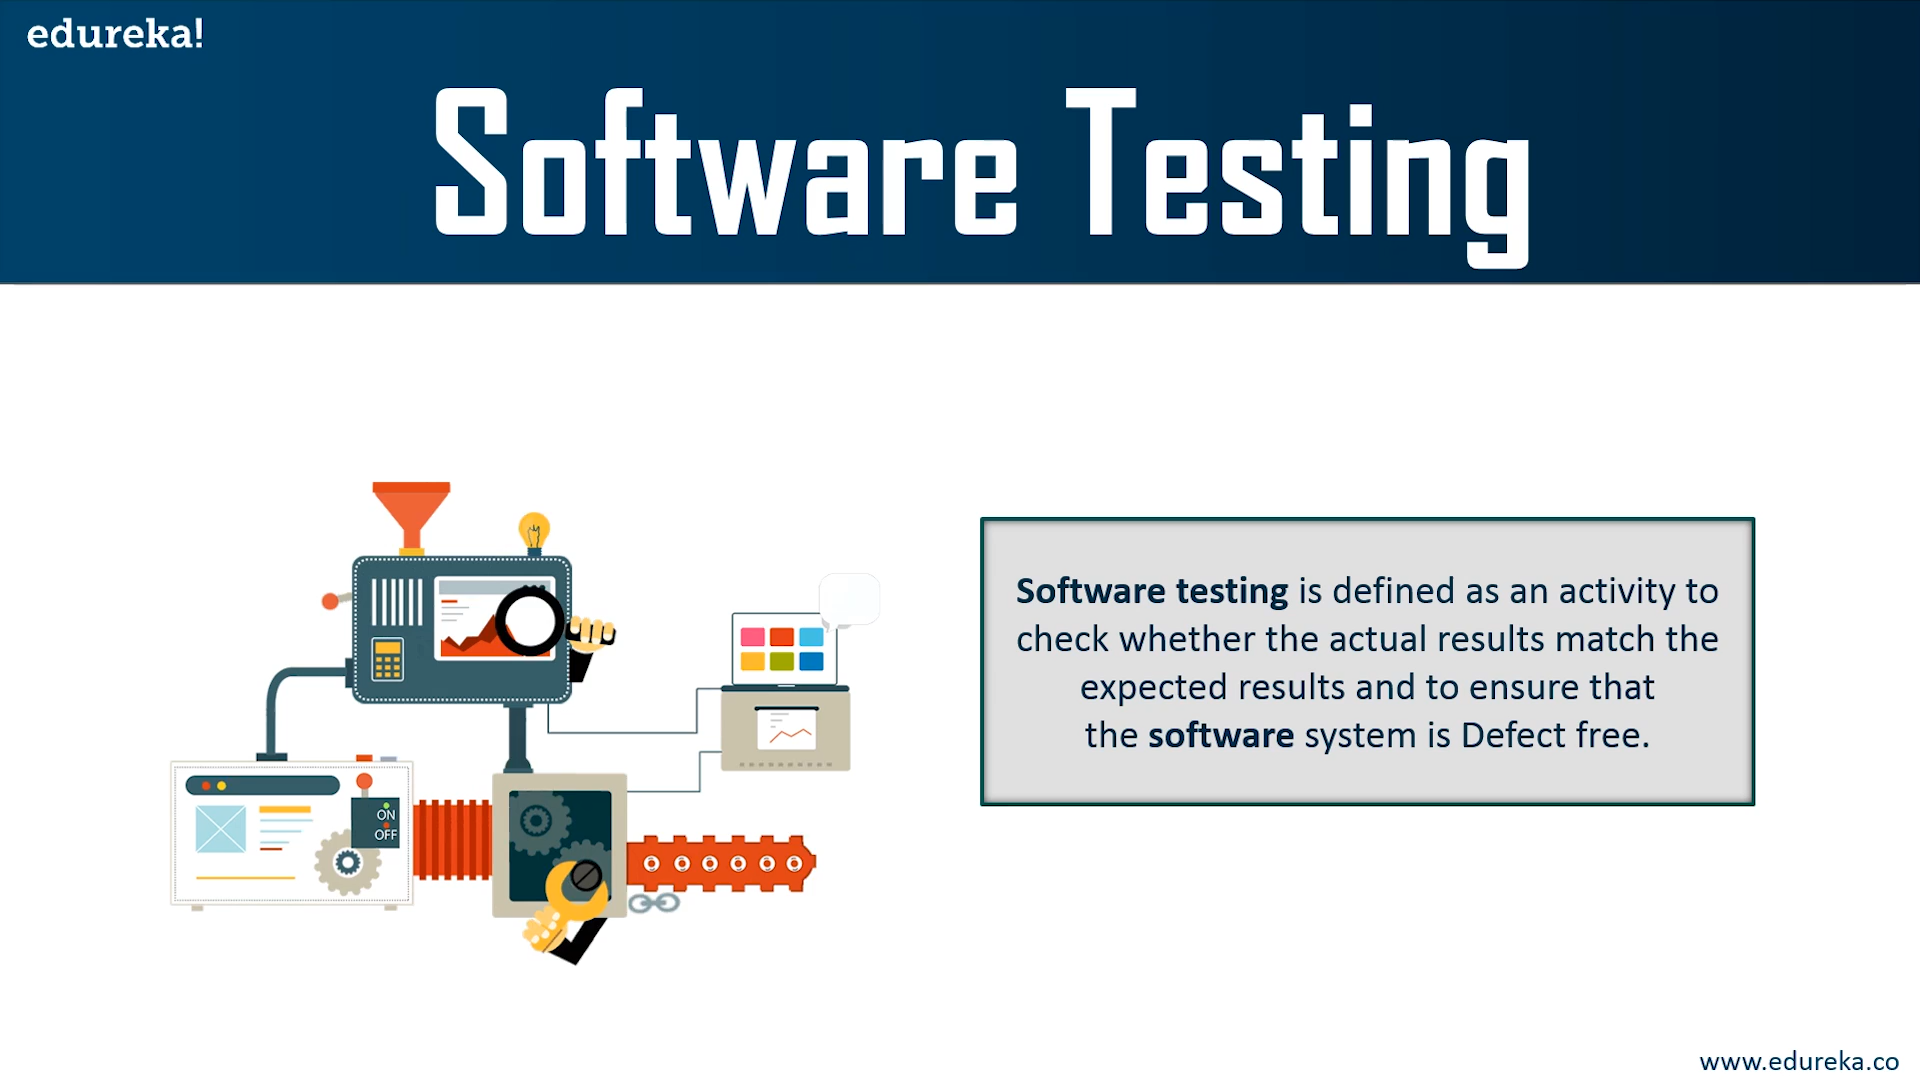 edureka!
Software Testing
Software testing is defined as an activity to
check whether the actual results match the
expected results and to ensure that
the software system is Defect free.
ON
OFF
www.edureka.co